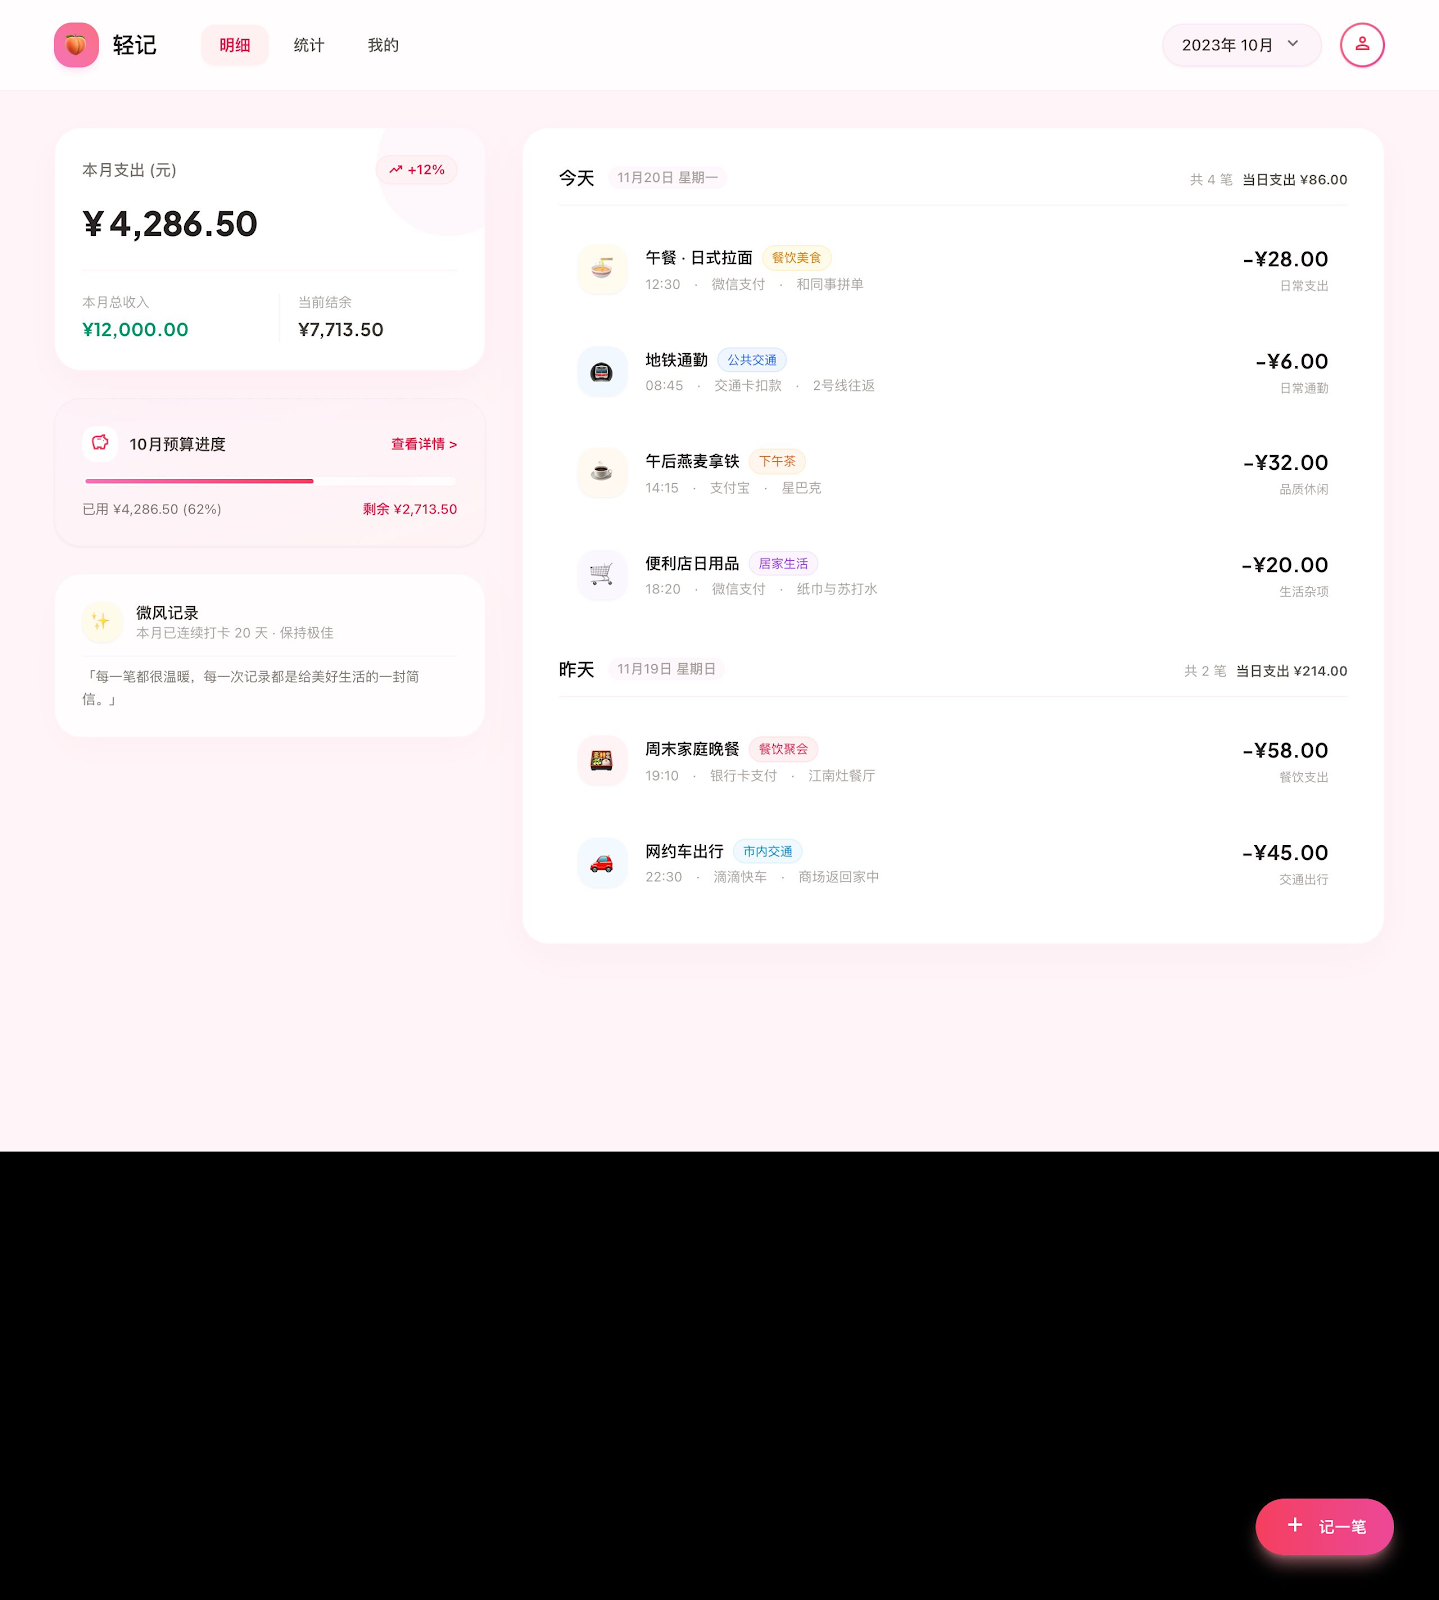 轻记
明细 统计 我的
2023年 10月
本月支出 (元) +12%
¥ 4,286.50
本月总收入 当前结余
¥12,000.00 ¥7,713.50
10月预算进度 查看详情 >
已用 ¥4,286.50 (62%) 剩余 ¥2,713.50
微风记录
本月已连续打卡 20 天 · 保持极佳
「每一笔都很温暖，每一次记录都是给美好生活的一封简
信。」
今天 11月20日 星期一 共 4 笔 当日支出 ¥86.00
午餐 · 日式拉面 餐饮美食 -¥28.00
12:30 · 微信支付 · 和同事拼单 日常支出
地铁通勤 公共交通 -¥6.00
08:45 · 交通卡扣款 · 2号线往返 日常通勤
午后燕麦拿铁 下午茶 -¥32.00
14:15 · 支付宝 · 星巴克 品质休闲
便利店日用品 居家生活 -¥20.00
18:20 · 微信支付 · 纸巾与苏打水 生活杂项
昨天 11月19日 星期日 共 2 笔 当日支出 ¥214.00
周末家庭晚餐 餐饮聚会 -¥58.00
19:10 · 银行卡支付 · 江南灶餐厅 餐饮支出
网约车出行 市内交通 -¥45.00
22:30 · 滴滴快车 · 商场返回家中 交通出行
+ 记一笔